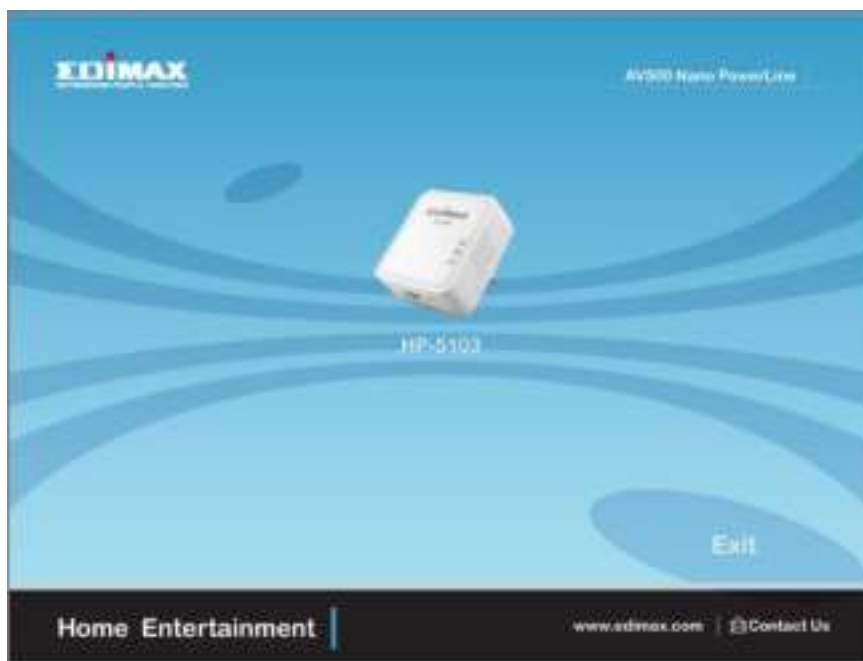 EDIMAX
AV500 Nano PowerLine
HP-5103
Exit
Home Entertainment
www.edimax.com
Contact Us